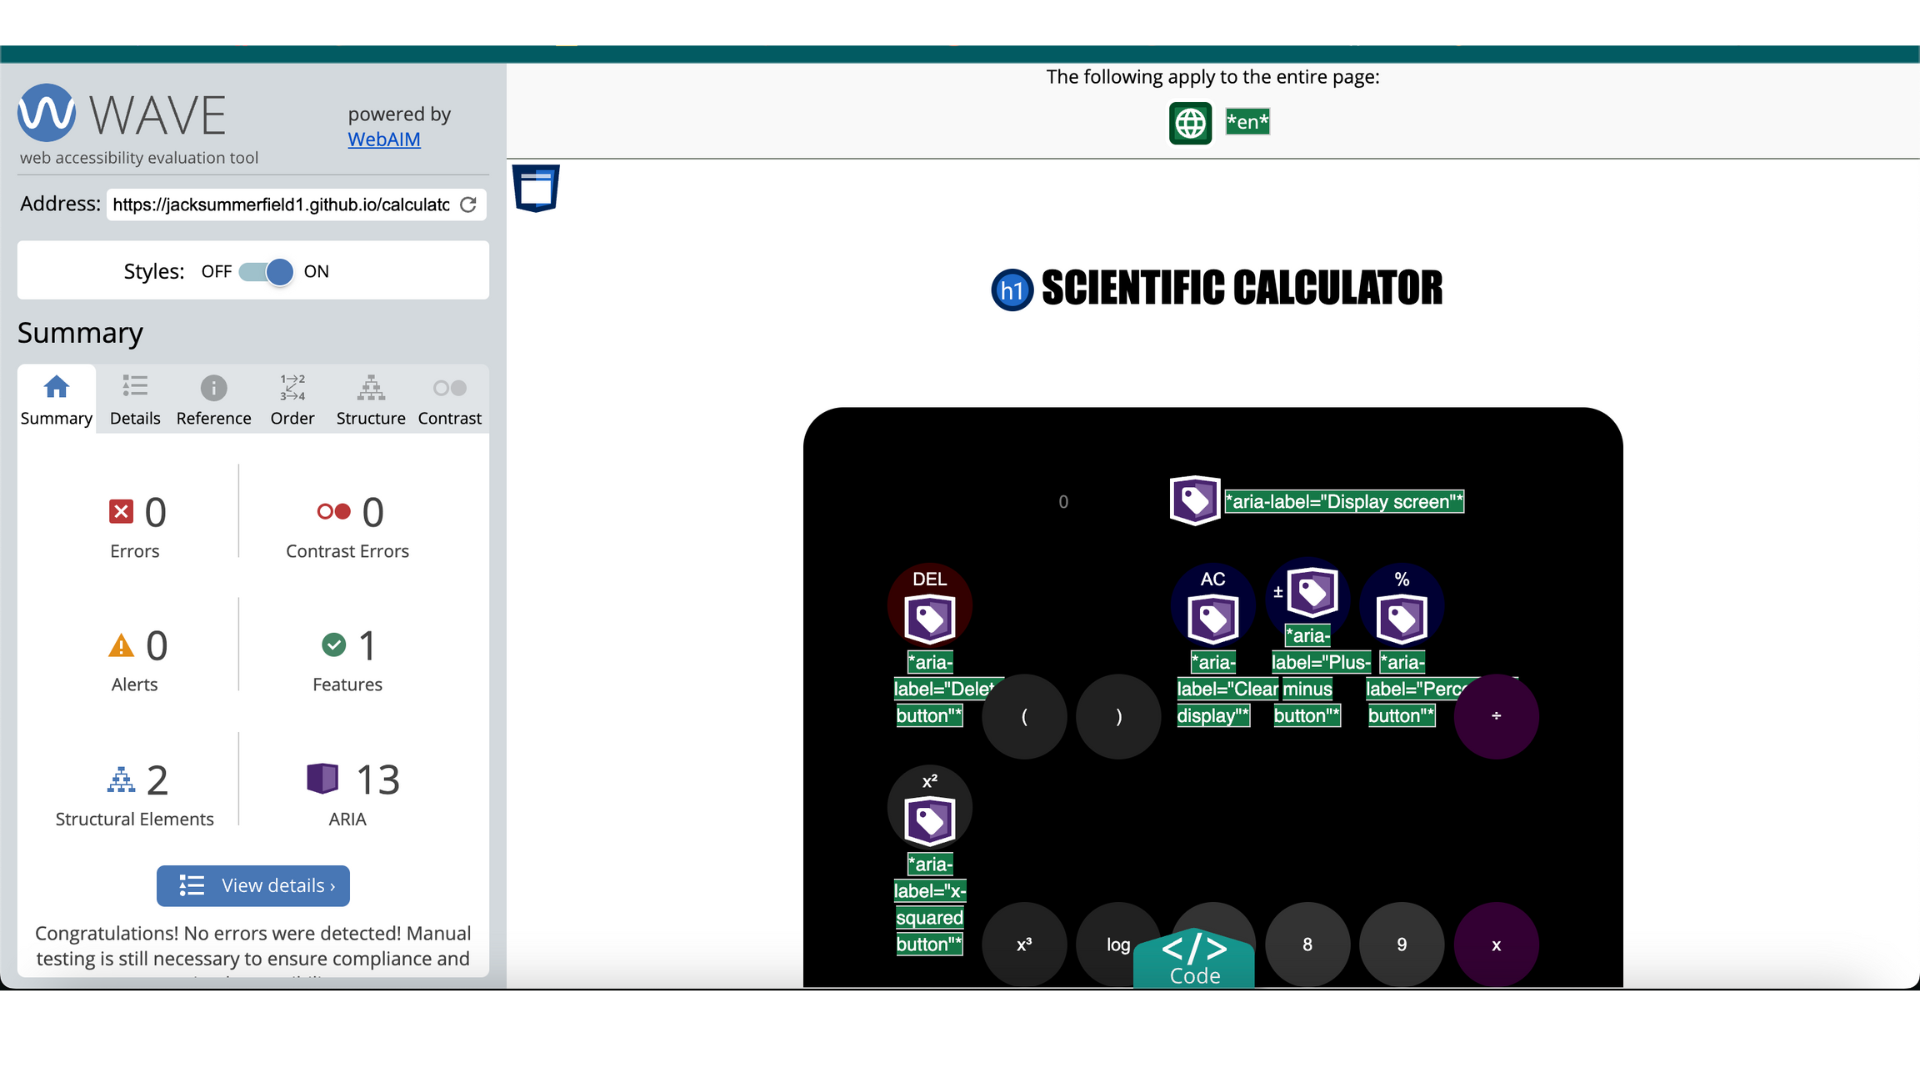 WAVE
powered by
WebAIM
web accessibility evaluation tool
Address: https://jacksummerfield1.github.io/calculatc
Styles: OFF ON
Summary
1→2
3→4
Summary Details Reference Order Structure Contrast
0 0
Errors Contrast Errors
0 1
Alerts Features
2 13
Structural Elements ARIA
View details ›
Congratulations! No errors were detected! Manual
testing is still necessary to ensure compliance and
The following apply to the entire page:
*en*
h1 SCIENTIFIC CALCULATOR
0 *aria-label="Display screen"*
DEL AC ± %
*aria-
label="Delet
button"*
*aria-
label="Clear
display"*
*aria-
label="Plus-
minus
button"*
*aria-
label="Perc
button"*
( ) ÷
x²
*aria-
label="x-
squared
button"*
x³ log 8 9 x
</> 
Code